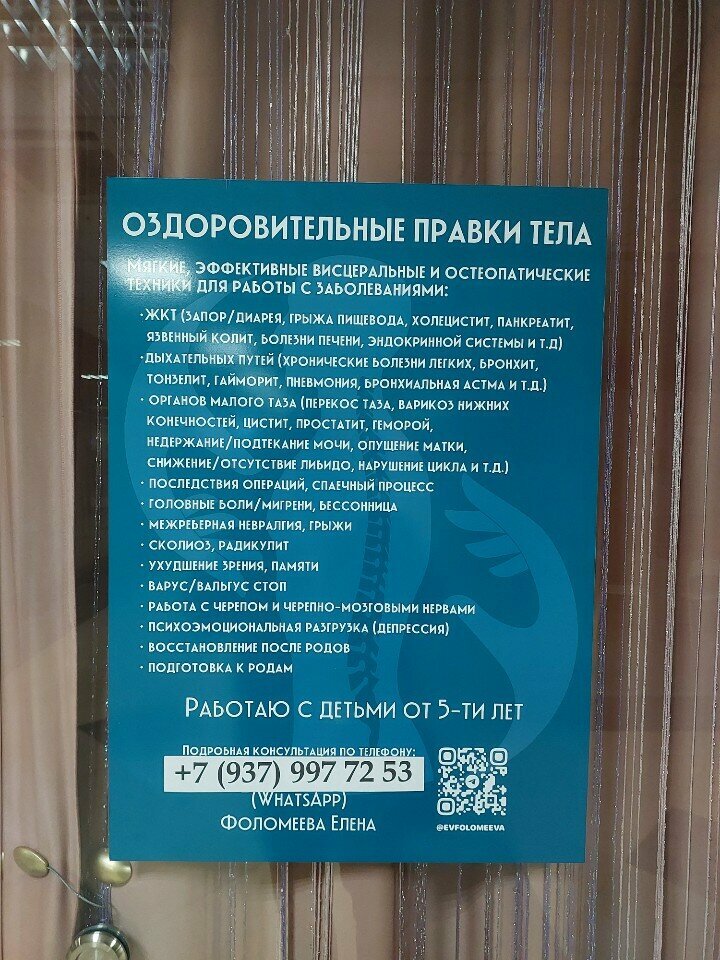 ОЗДОРОВИТЕЛЬНЫЕ ПРАВКИ ТЕЛА
МЯГКИЕ, ЭФФЕКТИВНЫЕ ВИСЦЕРАЛЬНЫЕ И ОСТЕОПАТИЧЕСКИЕ
ТЕХНИКИ ДЛЯ РАБОТЫ С ЗАБОЛЕВАНИЯМИ:
·ЖКТ (ЗАПОР/ДИАРЕЯ, ГРЫЖА ПИЩЕВОДА, ХОЛЕЦИСТИТ, ПАНКРЕАТИТ,
ЯЗВЕННЫЙ КОЛИТ, БОЛЕЗНИ ПЕЧЕНИ, ЭНДОКРИННОЙ СИСТЕМЫ И Т.Д)
·ДЫХАТЕЛЬНЫХ ПУТЕЙ (ХРОНИЧЕСКИЕ БОЛЕЗНИ ЛЕГКИХ, БРОНХИТ,
ТОНЗЕЛИТ, ГАЙМОРИТ, ПНЕВМОНИЯ, БРОНХИАЛЬНАЯ АСТМА И Т.Д.)
· ОРГАНОВ МАЛОГО ТАЗА (ПЕРЕКОС ТАЗА, ВАРИКОЗ НИЖНИХ
КОНЕЧНОСТЕЙ, ЦИСТИТ, ПРОСТАТИТ, ГЕМОРОЙ,
НЕДЕРЖАНИЕ/ПОДТЕКАНИЕ МОЧИ, ОПУЩЕНИЕ МАТКИ,
СНИЖЕНИЕ/ОТСУТСТВИЕ ЛИБИДО, НАРУШЕНИЕ ЦИКЛА И Т.Д.)
· ПОСЛЕДСТВИЯ ОПЕРАЦИЙ, СПАЕЧНЫЙ ПРОЦЕСС
· ГОЛОВНЫЕ БОЛИ/МИГРЕНИ, БЕССОННИЦА
· МЕЖРЕБЕРНАЯ НЕВРАЛГИЯ, ГРЫЖИ
· СКОЛИОЗ, РАДИКУЛИТ
· УХУДШЕНИЕ ЗРЕНИЯ, ПАМЯТИ
· ВАРУС/ВАЛЬГУС СТОП
· РАБОТА С ЧЕРЕПОМ И ЧЕРЕПНО-МОЗГОВЫМИ НЕРВАМИ
· ПСИХОЭМОЦИОНАЛЬНАЯ РАЗГРУЗКА (ДЕПРЕССИЯ)
· ВОССТАНОВЛЕНИЕ ПОСЛЕ РОДОВ
· ПОДГОТОВКА К РОДАМ
РАБОТАЮ С ДЕТЬМИ ОТ 5-ТИ ЛЕТ
ПОДРОБНАЯ КОНСУЛЬТАЦИЯ ПО ТЕЛЕФОНУ:
+7 (937) 997 72 53
(WHATSAPP)
ФОЛОМЕЕВА ЕЛЕНА
@EVFOLOMEEVA